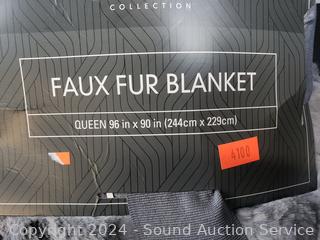 COLLECTION
FAUX FUR BLANKET
QUEEN 96 in x 90 in (244cm x 229cm)
4100
Copyright 2024 - Sound Auction Service